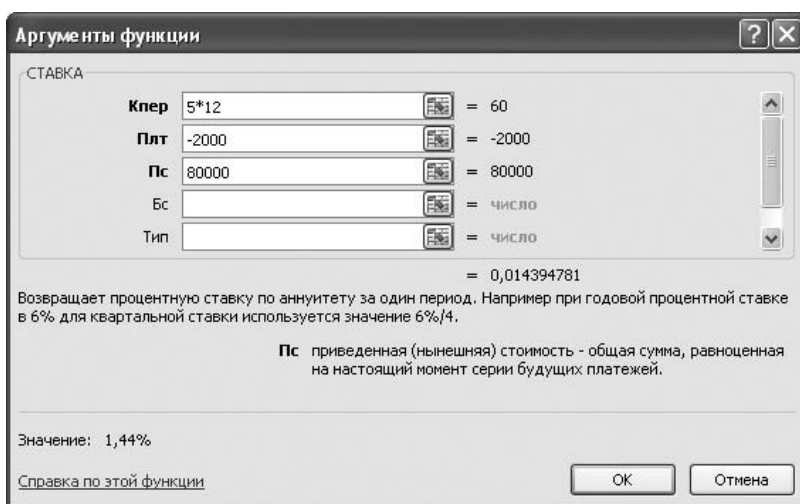 Аргументы функции
СТАВКА
Кпер 5*12 = 60
Плт -2000 = -2000
Пс 80000 = 80000
Бс = число
Тип = число
= 0,014394781
Возвращает процентную ставку по аннуитету за один период. Например при годовой процентной ставке
в 6% для квартальной ставки используется значение 6%/4.
Пс приведенная (нынешняя) стоимость - общая сумма, равноценная
на настоящий момент серии будущих платежей.
Значение: 1,44%
Справка по этой функции OK Отмена